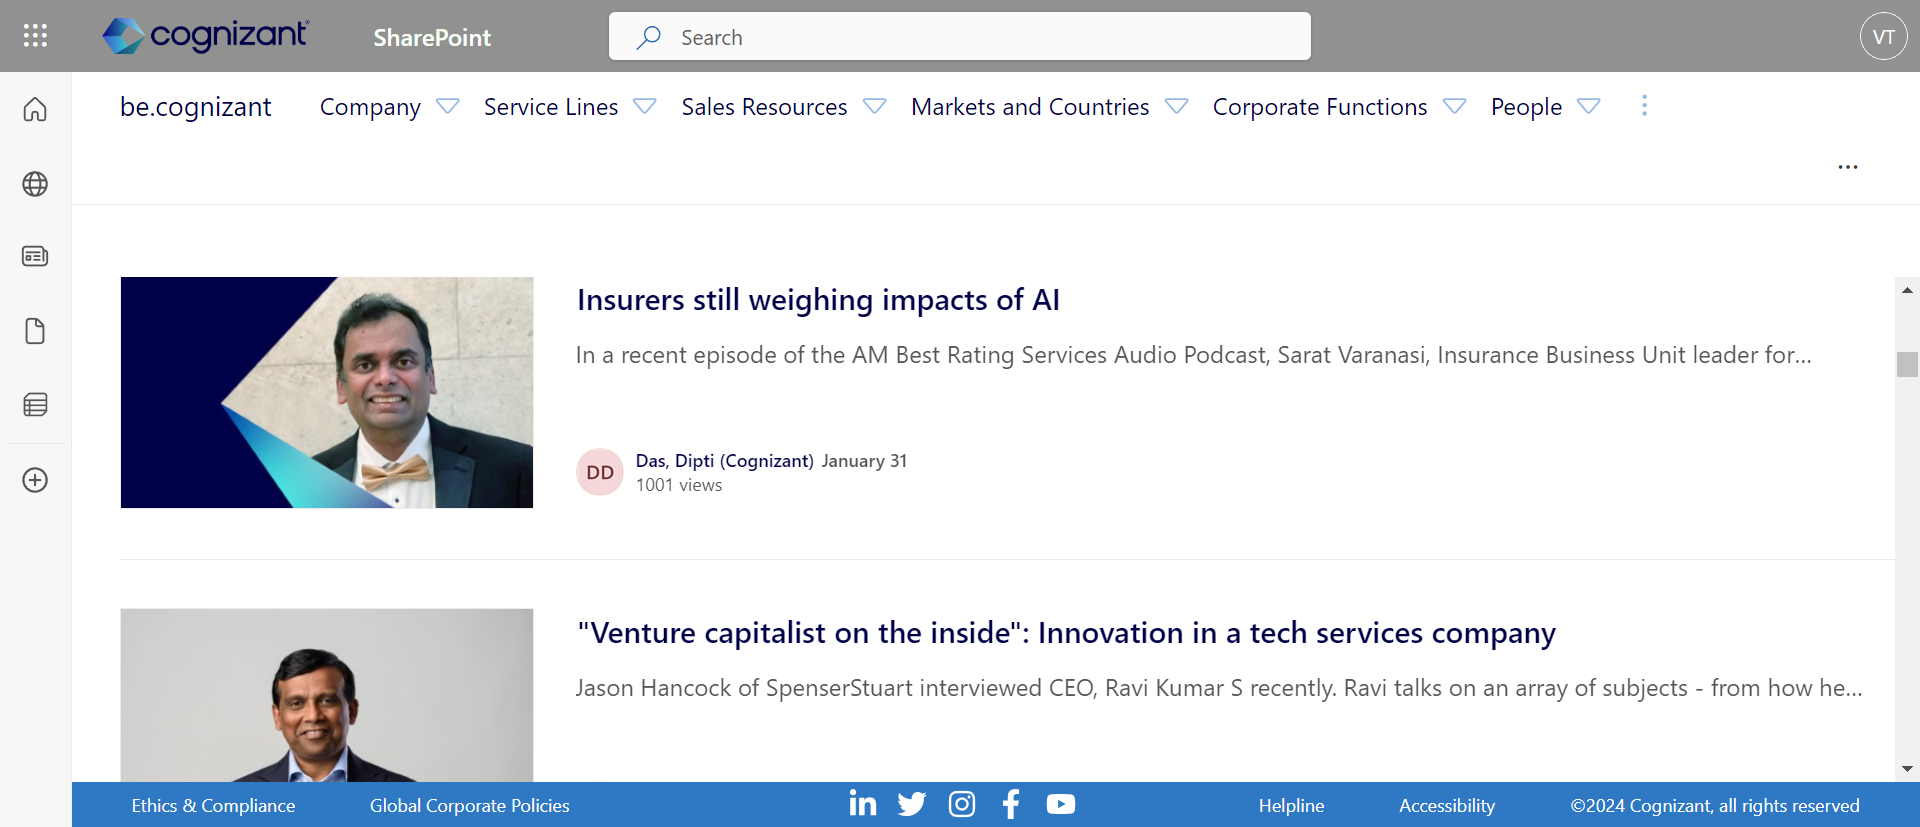 cognizant
SharePoint
Search
VT
be.cognizant
Company
Service Lines
Sales Resources
Markets and Countries
Corporate Functions
People
Insurers still weighing impacts of AI
In a recent episode of the AM Best Rating Services Audio Podcast, Sarat Varanasi, Insurance Business Unit leader for...
DD
Das, Dipti (Cognizant) January 31
1001 views
"Venture capitalist on the inside": Innovation in a tech services company
Jason Hancock of SpenserStuart interviewed CEO, Ravi Kumar S recently. Ravi talks on an array of subjects - from how he...
Ethics & Compliance
Global Corporate Policies
Helpline
Accessibility
©2024 Cognizant, all rights reserved